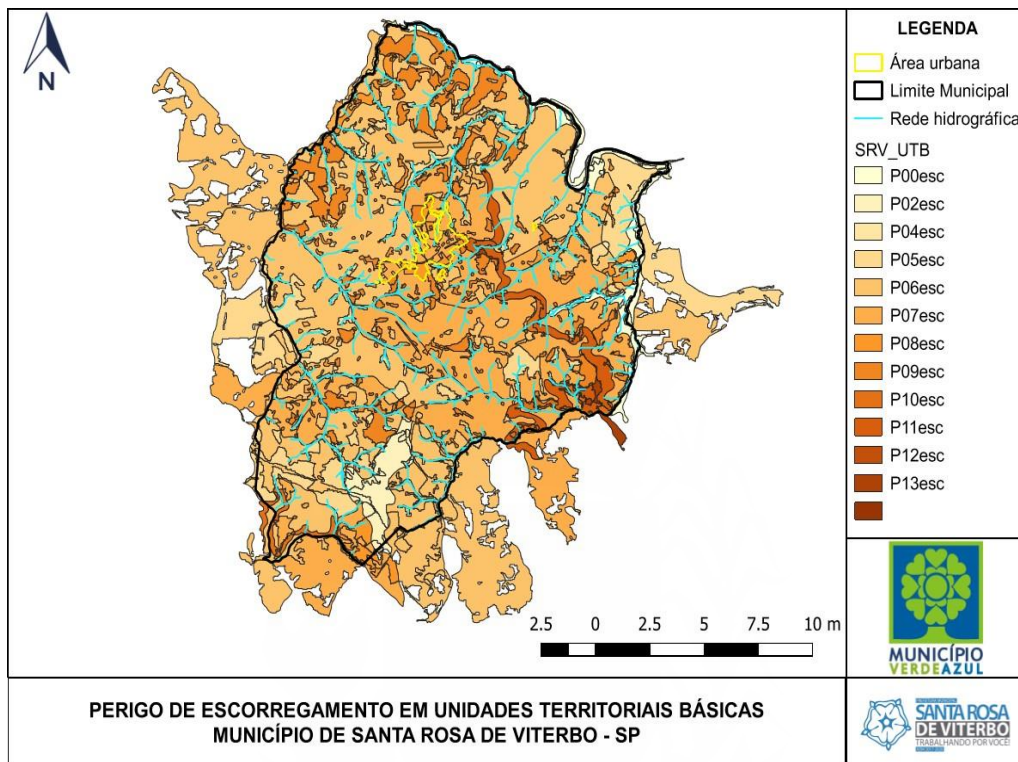 N
LEGENDA
Área urbana
Limite Municipal
Rede hidrográfica
SRV_UTB
P00esc
P02esc
P04esc
P05esc
P06esc
P07esc
P08esc
P09esc
P10esc
P11esc
P12esc
P13esc
2.5 0 2.5 5 7.5 10 m
MUNICÍPIO
VERDEAZUL
PERIGO DE ESCORREGAMENTO EM UNIDADES TERRITORIAIS BÁSICAS
MUNICÍPIO DE SANTA ROSA DE VITERBO - SP
SANTA ROSA
DE VITERBO
TRABALHANDO POR VOCÊ!